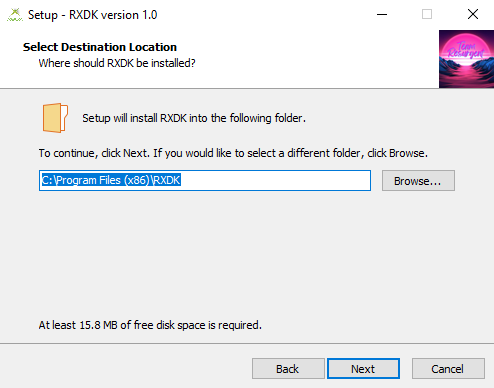 Setup - RXDK version 1.0
Select Destination Location
Where should RXDK be installed?
Team
Resurgent
Setup will install RXDK into the following folder.
To continue, click Next. If you would like to select a different folder, click Browse.
C:\Program Files (x86)\RXDK
Browse...
At least 15.8 MB of free disk space is required.
Back
Next
Cancel